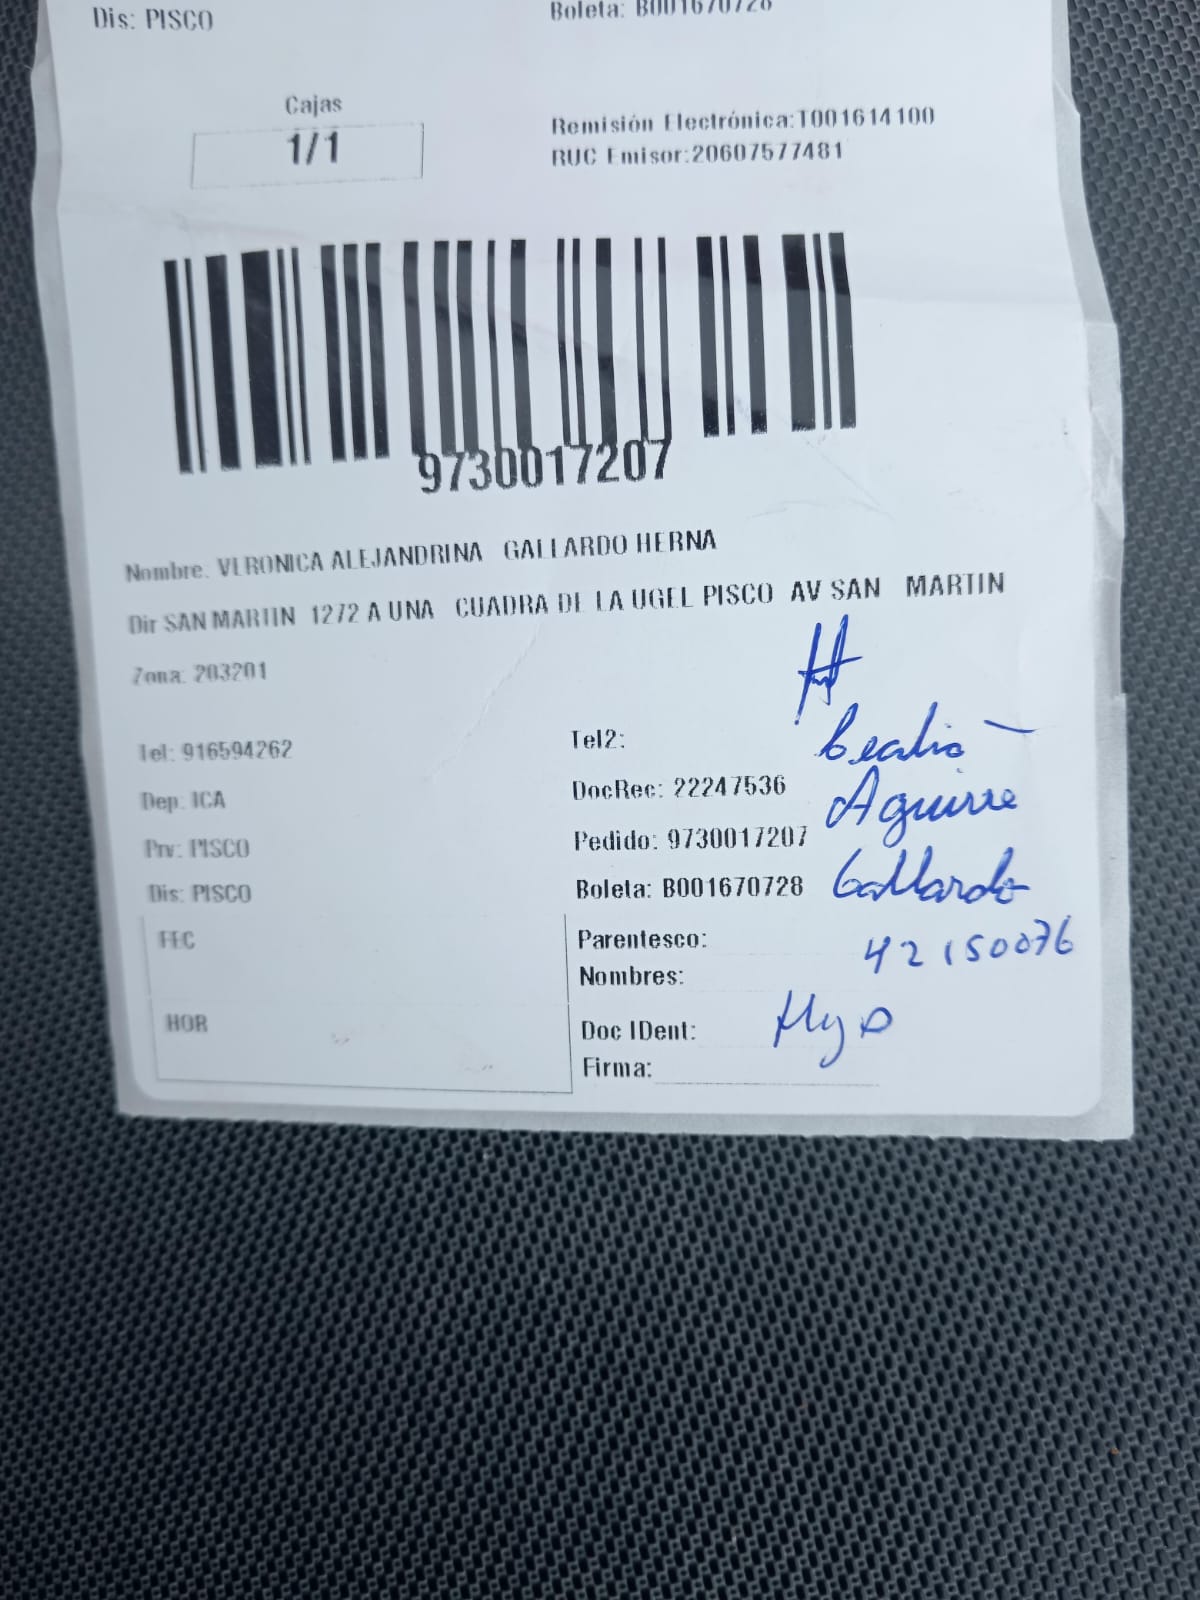 Dis: PISCO
Boleta: B001670728
Cajas
1/1
Remisión Electrónica:T001614100
RUC Emisor:20607577481
9730017207
Nombre. VERONICA ALEJANDRINA GALLARDO HERNA
Dir SAN MARTIN 1272 A UNA CUADRA DE LA UGEL PISCO AV SAN MARTIN
Zona: 203201
Tel: 916594262
Tel2:
Dep: ICA
DocRec: 22247536
Aguirre
Prv: PISCO
Pedido: 9730017207
Dis: PISCO
Boleta: B001670728
Gallardo
FEC
Parentesco:
42150076
Nombres:
HOR
Doc IDent:
Firma: